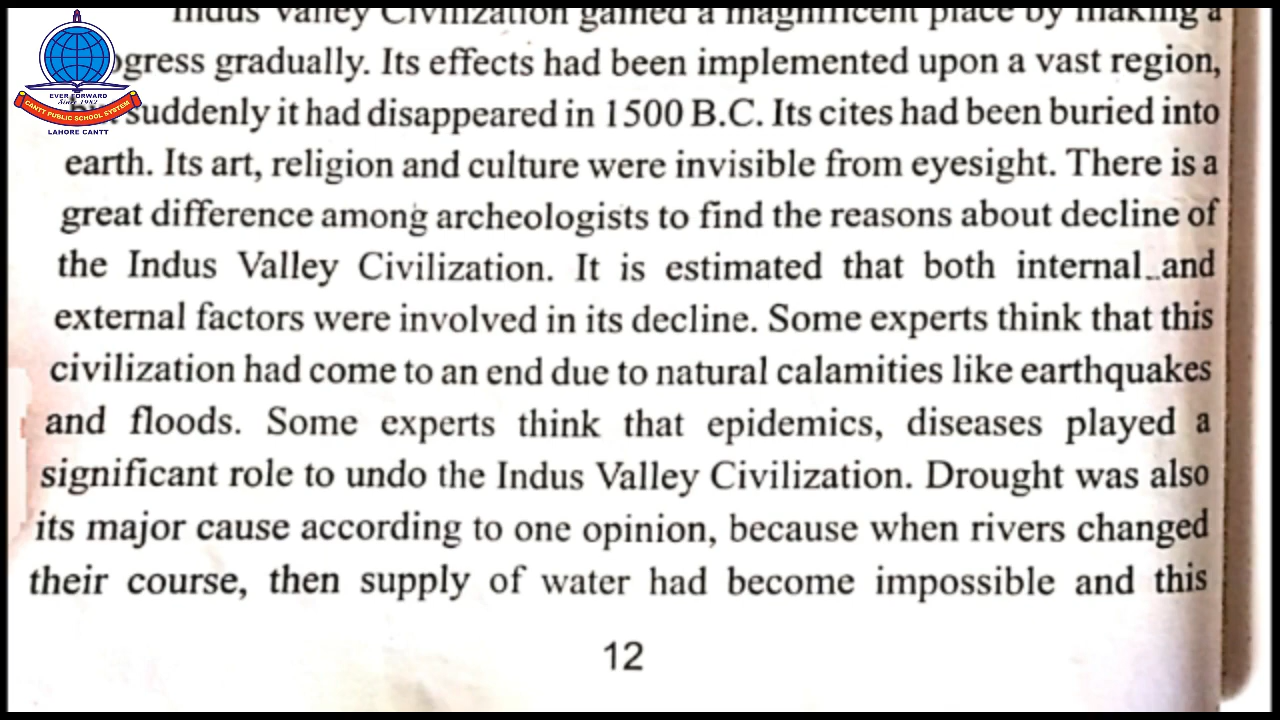 Indus Valley Civilization gained a magnificent place by making a
ogress gradually. Its effects had been implemented upon a vast region,
suddenly it had disappeared in 1500 B.C. Its cites had been buried into
earth. Its art, religion and culture were invisible from eyesight. There is a
great difference among archeologists to find the reasons about decline of
the Indus Valley Civilization. It is estimated that both internal and
external factors were involved in its decline. Some experts think that this
civilization had come to an end due to natural calamities like earthquakes
and floods. Some experts think that epidemics, diseases played a
significant role to undo the Indus Valley Civilization. Drought was also
its major cause according to one opinion, because when rivers changed
their course, then supply of water had become impossible and this
12
EVER FORWARD
Since 1982
CANTT PUBLIC SCHOOL SYSTEM
LAHORE CANTT